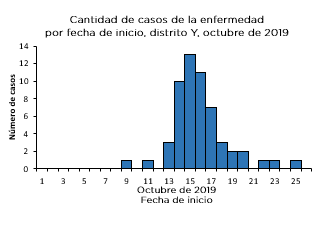 Cantidad de casos de la enfermedad
por fecha de inicio, distrito Y, octubre de 2019
Número de casos
14
12
10
8
6
4
2
0
1 3 5 7 9 11 13 15 17 19 21 23 25
Octubre de 2019
Fecha de inicio